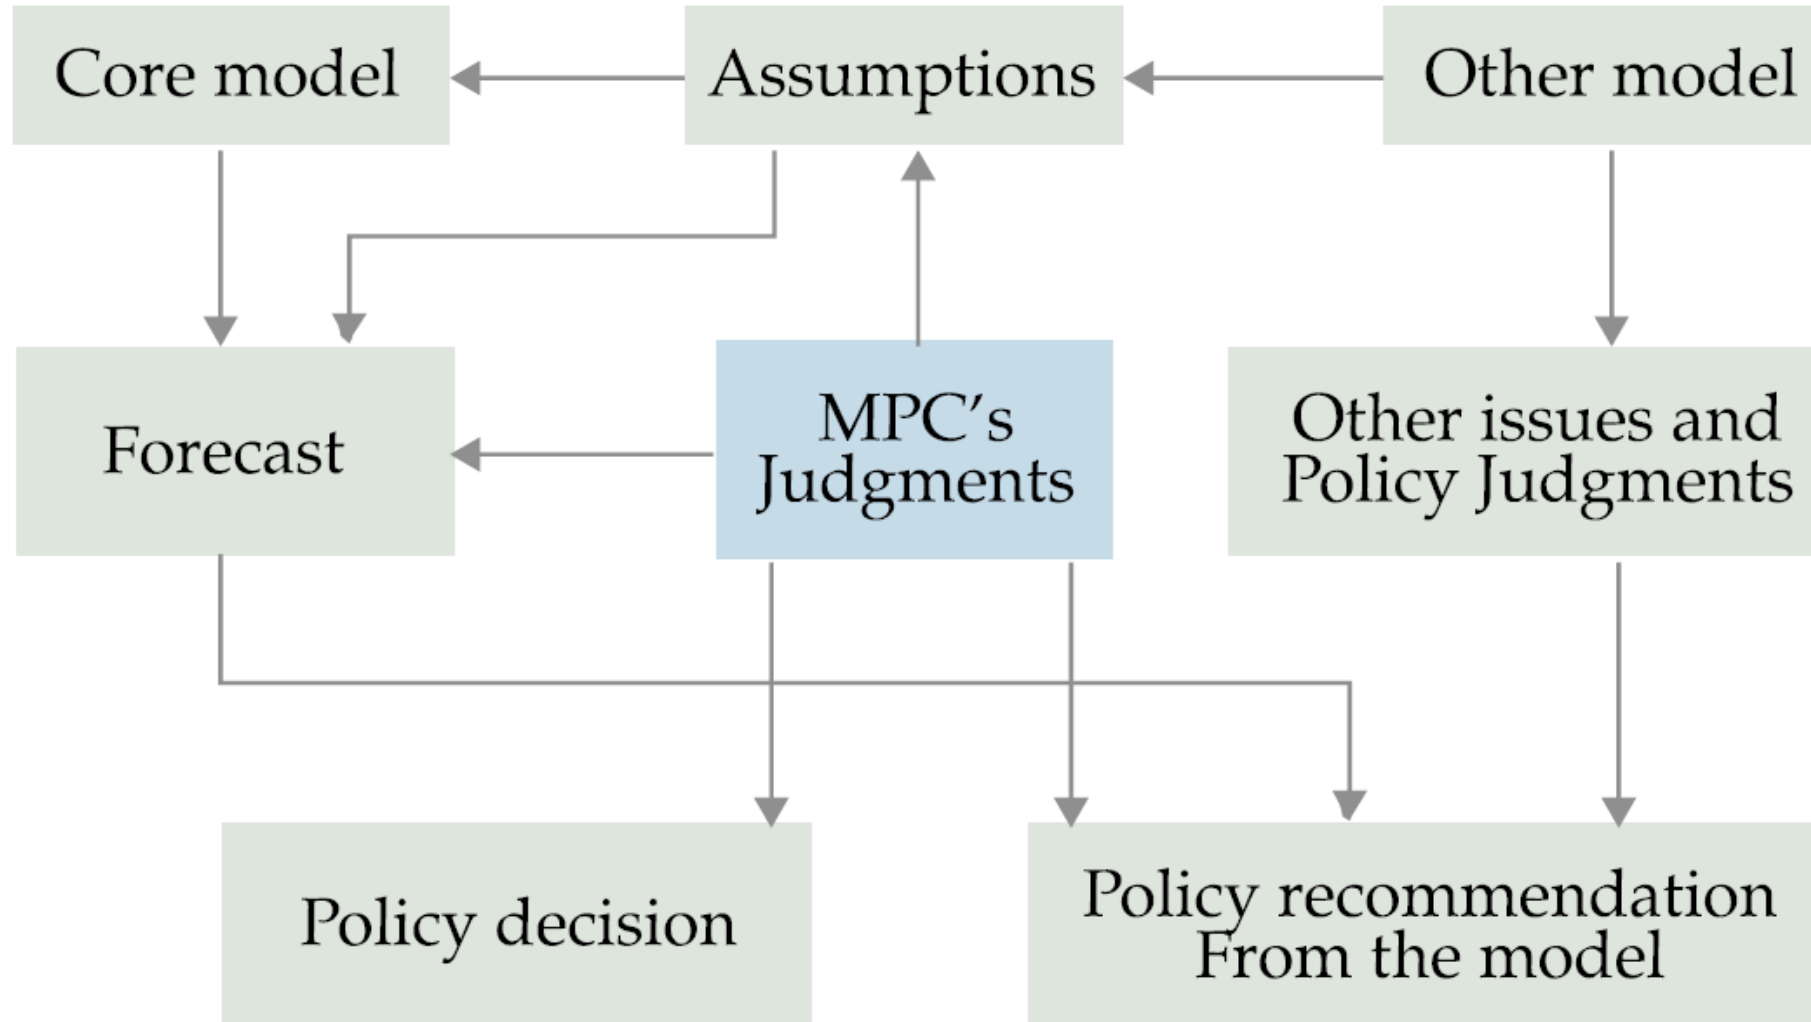 Core model
Assumptions
Other model
Forecast
MPC’s
Judgments
Other issues and
Policy Judgments
Policy decision
Policy recommendation
From the model